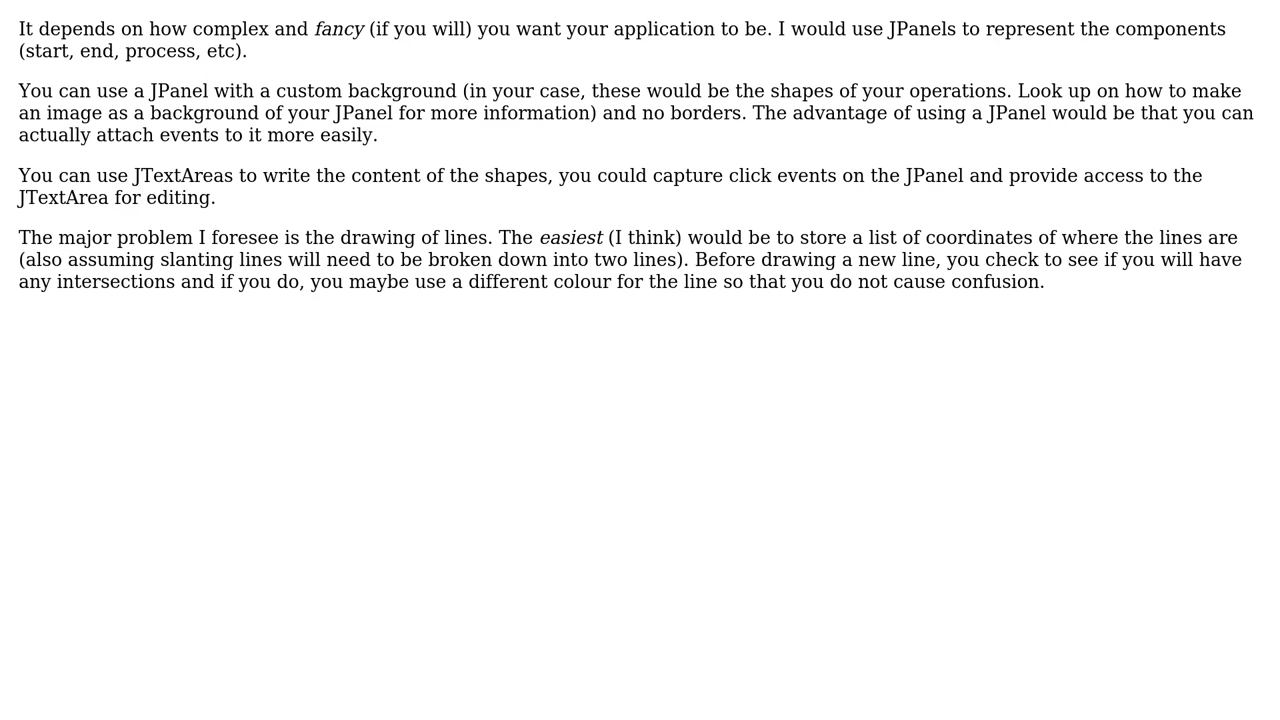 It depends on how complex and fancy (if you will) you want your application to be. I would use JPanels to represent the components
(start, end, process, etc).
You can use a JPanel with a custom background (in your case, these would be the shapes of your operations. Look up on how to make
an image as a background of your JPanel for more information) and no borders. The advantage of using a JPanel would be that you can
actually attach events to it more easily.
You can use JTextAreas to write the content of the shapes, you could capture click events on the JPanel and provide access to the
JTextArea for editing.
The major problem I foresee is the drawing of lines. The easiest (I think) would be to store a list of coordinates of where the lines are
(also assuming slanting lines will need to be broken down into two lines). Before drawing a new line, you check to see if you will have
any intersections and if you do, you maybe use a different colour for the line so that you do not cause confusion.